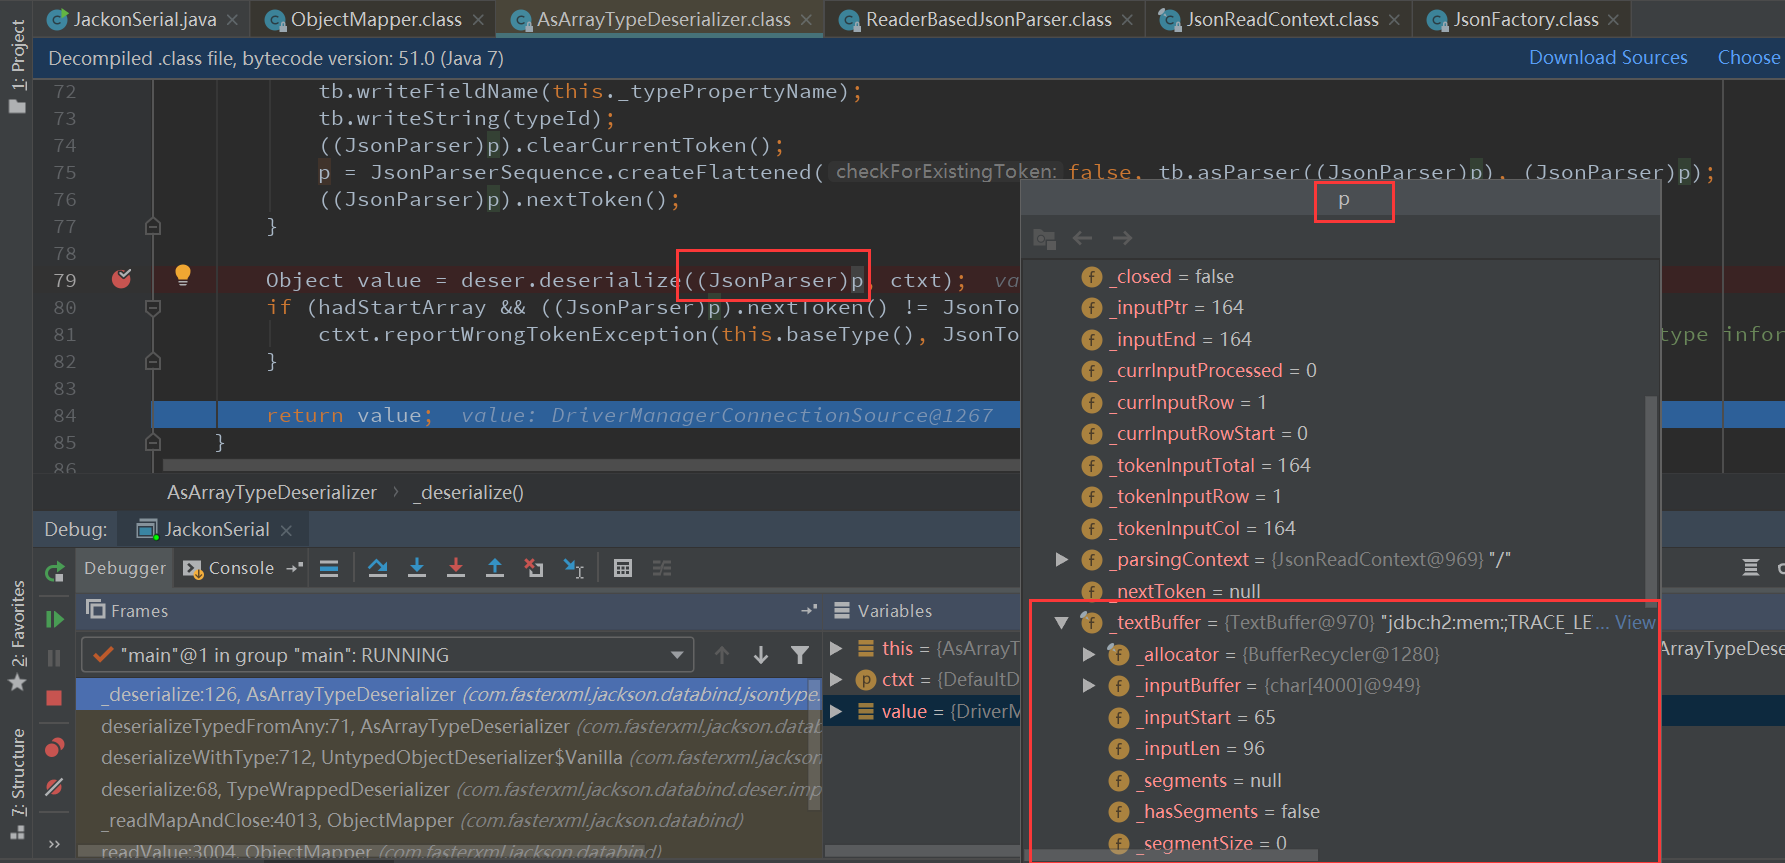 JackonSerial.java
ObjectMapper.class
AsArrayTypeDeserializer.class
ReaderBasedJsonParser.class
JsonReadContext.class
JsonFactory.class
Decompiled .class file, bytecode version: 51.0 (Java 7)
Download Sources
Choose
1: Project
72 tb.writeFieldName(this._typePropertyName);
73 tb.writeString(typeId);
74 ((JsonParser)p).clearCurrentToken();
75 p = JsonParserSequence.createFlattened( checkForExistingToken: false, tb.asParser((JsonParser)p), (JsonParser)p);
76 ((JsonParser)p).nextToken();
77 }
78
79 Object value = deser.deserialize((JsonParser)p, ctxt); va
80 if (hadStartArray && ((JsonParser)p).nextToken() != JsonTo
81 ctxt.reportWrongTokenException(this.baseType(), JsonTo
type infor
82 }
83
84 return value; value: DriverManagerConnectionSource@1267
85 }
86
AsArrayTypeDeserializer › _deserialize()
p
_closed = false
_inputPtr = 164
_inputEnd = 164
_currInputProcessed = 0
_currInputRow = 1
_currInputRowStart = 0
_tokenInputTotal = 164
_tokenInputRow = 1
_tokenInputCol = 164
_parsingContext = {JsonReadContext@969} "/"
_nextToken = null
_textBuffer = {TextBuffer@970} "jdbc:h2:mem:;TRACE_LE... View
_allocator = {BufferRecycler@1280}
_inputBuffer = {char[4000]@949}
_inputStart = 65
_inputLen = 96
_segments = null
_hasSegments = false
_segmentSize = 0
Debug:
JackonSerial
Debugger
Console
Frames
Variables
"main"@1 in group "main": RUNNING
_deserialize:126, AsArrayTypeDeserializer (com.fasterxml.jackson.databind.jsontype.
deserializeTypedFromAny:71, AsArrayTypeDeserializer (com.fasterxml.jackson.datab
deserializeWithType:712, UntypedObjectDeserializer$Vanilla (com.fasterxml.jackson
deserialize:68, TypeWrappedDeserializer (com.fasterxml.jackson.databind.deser.imp
_readMapAndClose:4013, ObjectMapper (com.fasterxml.jackson.databind)
readValue:3004, ObjectMapper (com.fasterxml.jackson.databind)
this = {AsArrayT
ArrayTypeDese
ctxt = {DefaultD
value = {DriverM
2: Favorites
7: Structure